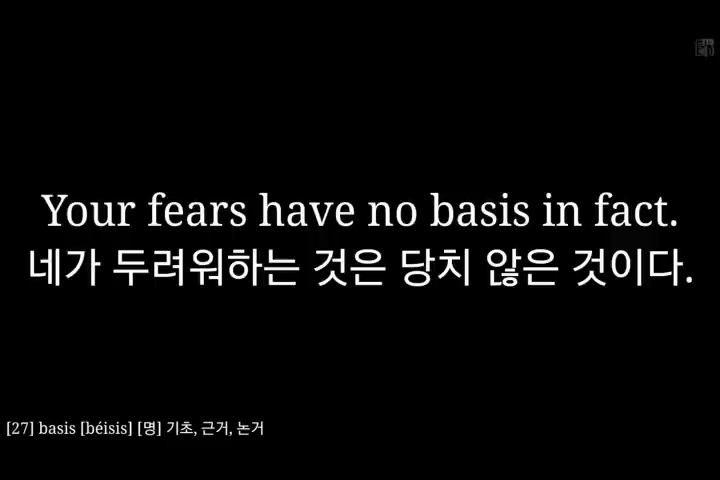 Your fears have no basis in fact.
네가 두려워하는 것은 당치 않은 것이다.
[27] basis [béisis] [명] 기초, 근거, 논거